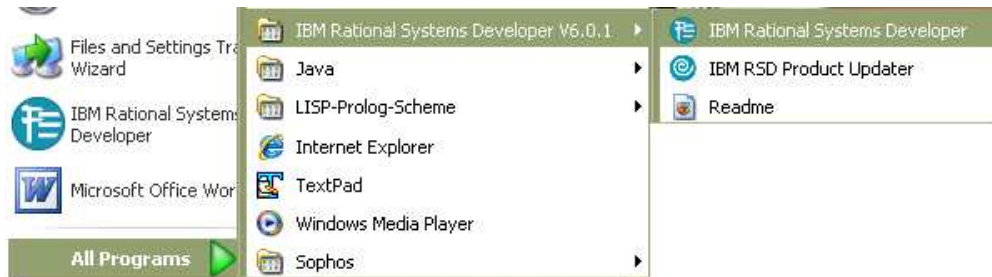 Files and Settings Tra
Wizard
IBM Rational System
Developer
Microsoft Office Wor
All Programs
IBM Rational Systems Developer V6.0.1
Java
LISP-Prolog-Scheme
Internet Explorer
TextPad
Windows Media Player
Sophos
IBM Rational Systems Developer
IBM RSD Product Updater
Readme